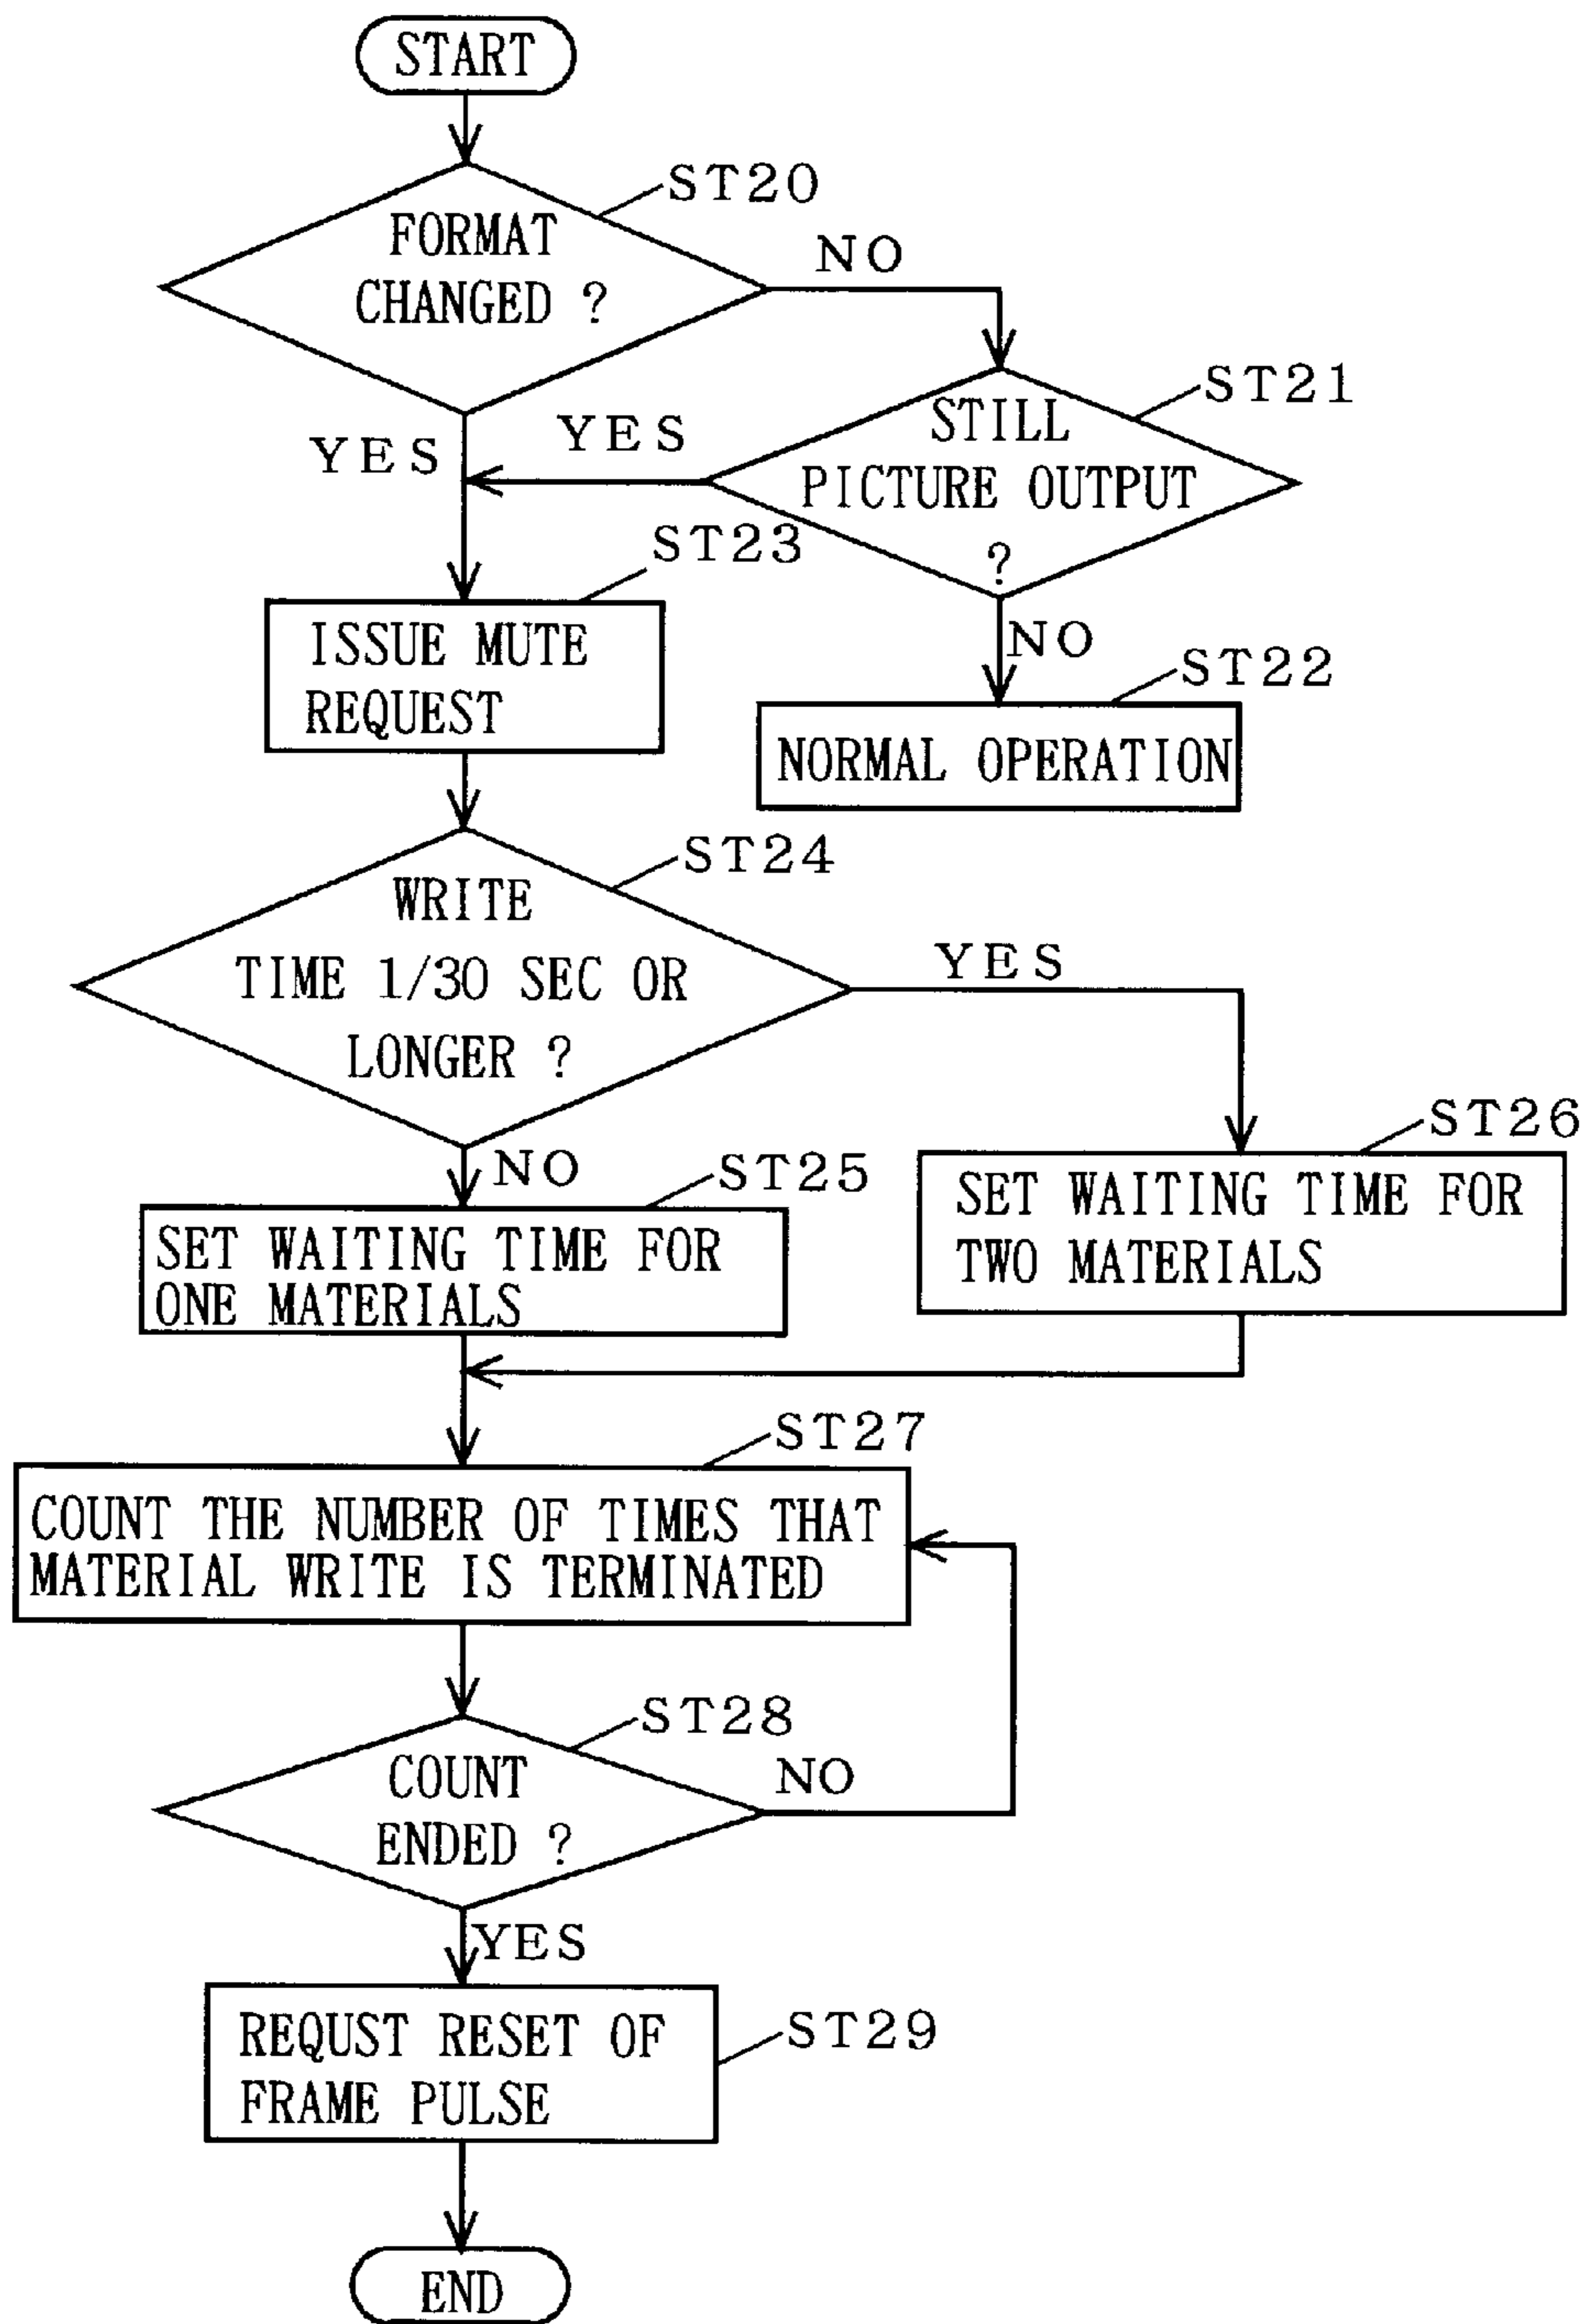 START
ST20
FORMAT
CHANGED ?
NO
ST21
STILL
PICTURE OUTPUT
?
YES
YES
ST23
ISSUE MUTE
REQUEST
NO
ST22
NORMAL OPERATION
ST24
WRITE
TIME 1/30 SEC OR
LONGER ?
YES
NO
ST25
SET WAITING TIME FOR
ONE MATERIALS
ST26
SET WAITING TIME FOR
TWO MATERIALS
ST27
COUNT THE NUMBER OF TIMES THAT
MATERIAL WRITE IS TERMINATED
ST28
COUNT
ENDED ?
NO
YES
REQUST RESET OF
FRAME PULSE
ST29
END